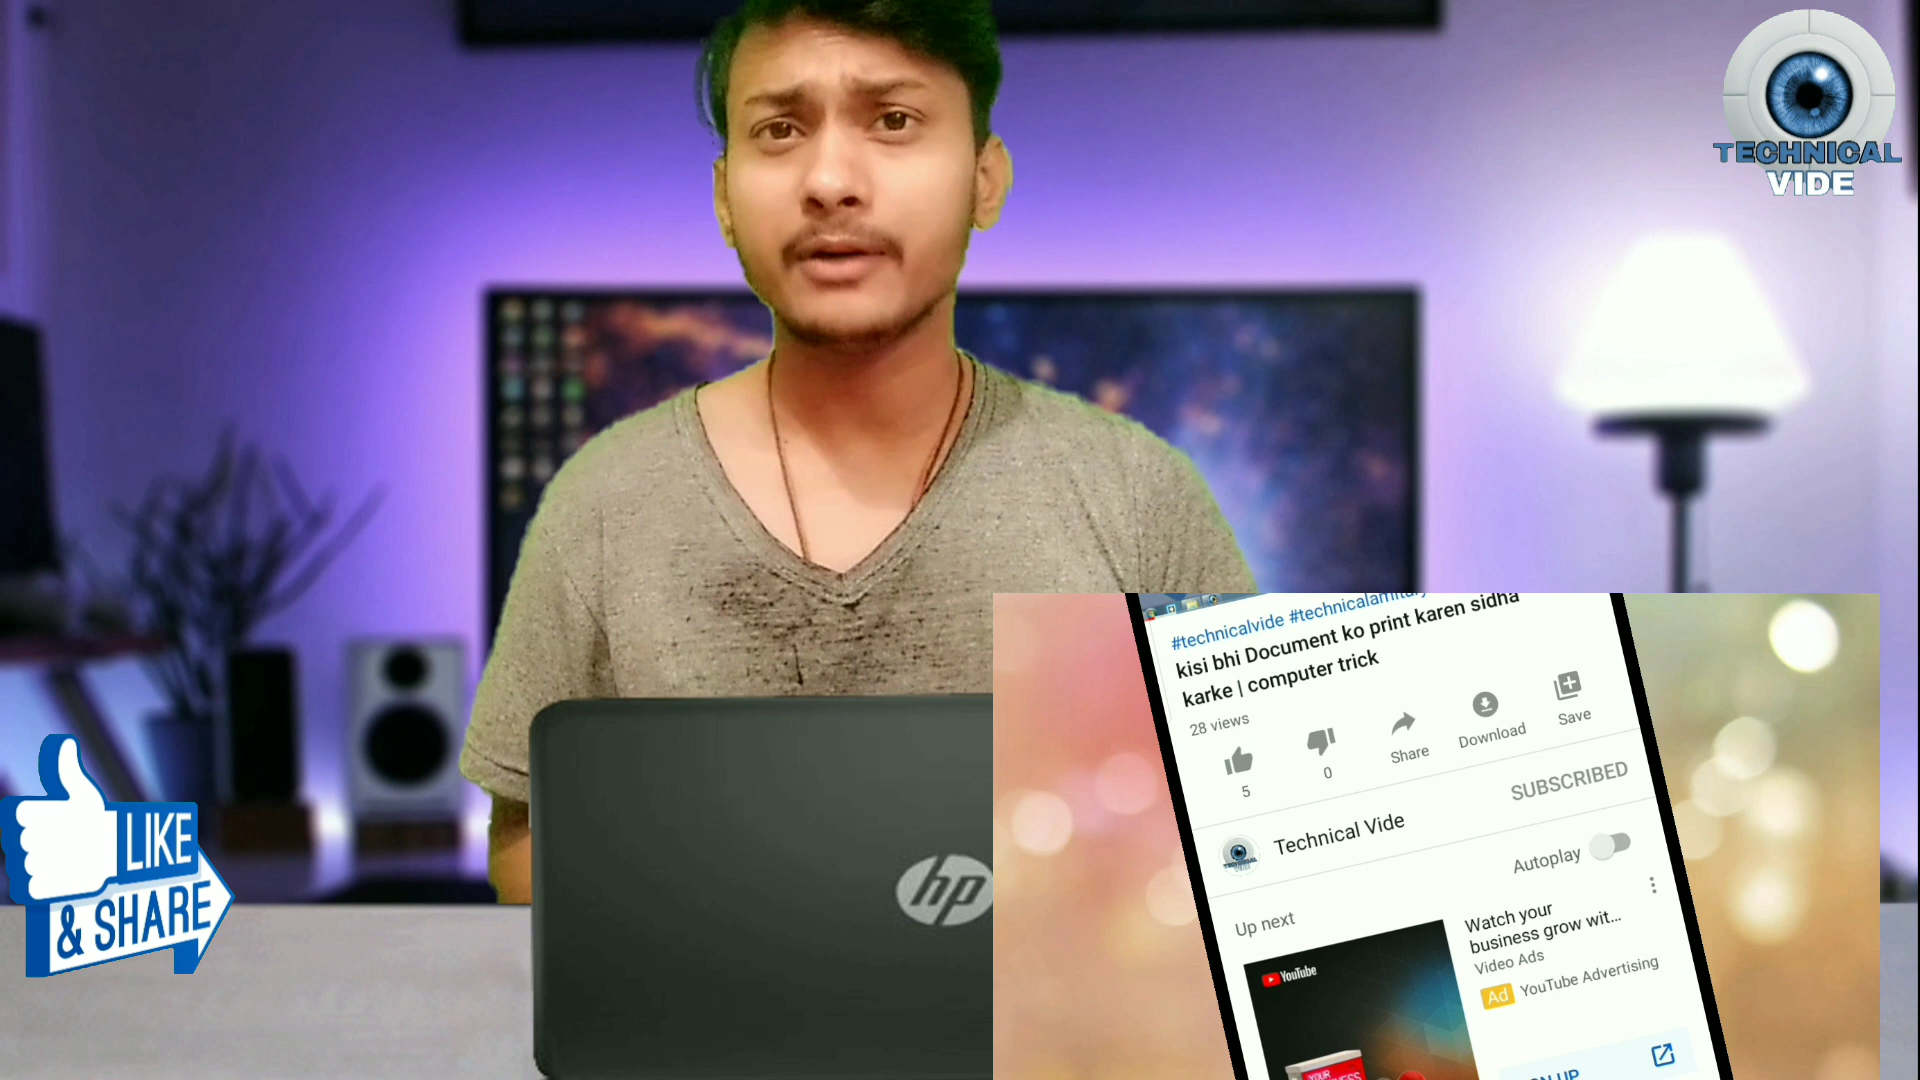 TECHNICAL
VIDE
#technicalvide
kisi bhi Document ko print karen sidha
karke | computer trick
28 views
5
0
Share
Download
Save
Technical Vide
SUBSCRIBED
Autoplay
Up next
Watch your
business grow wit...
Video Ads
Ad YouTube Advertising
YouTube
YOUR
LIKE
& SHARE
hp